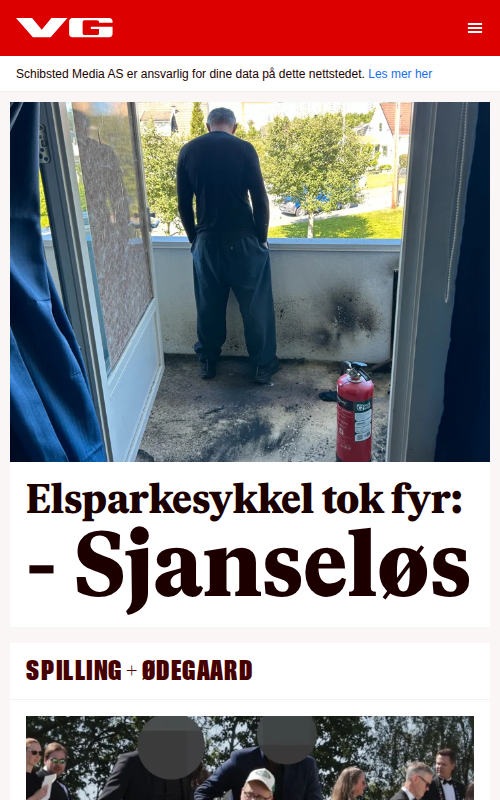 VG
Schibsted Media AS er ansvarlig for dine data på dette nettstedet. Les mer her
Elsparkesykkel tok fyr:
- Sjanseløs
SPILLING + ØDEGAARD